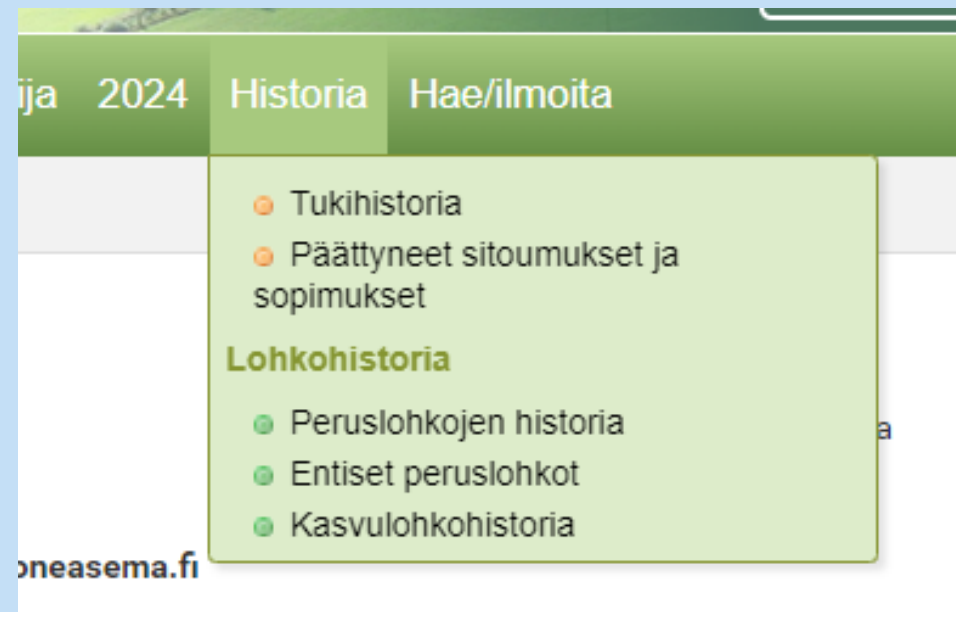 ija 2024 Historia Hae/ilmoita
Tukihistoria
Päättyneet sitoumukset ja
sopimukset
Lohkohistoria
Peruslohkojen historia
a
Entiset peruslohkot
Kasvulohkohistoria
oneasema.fi